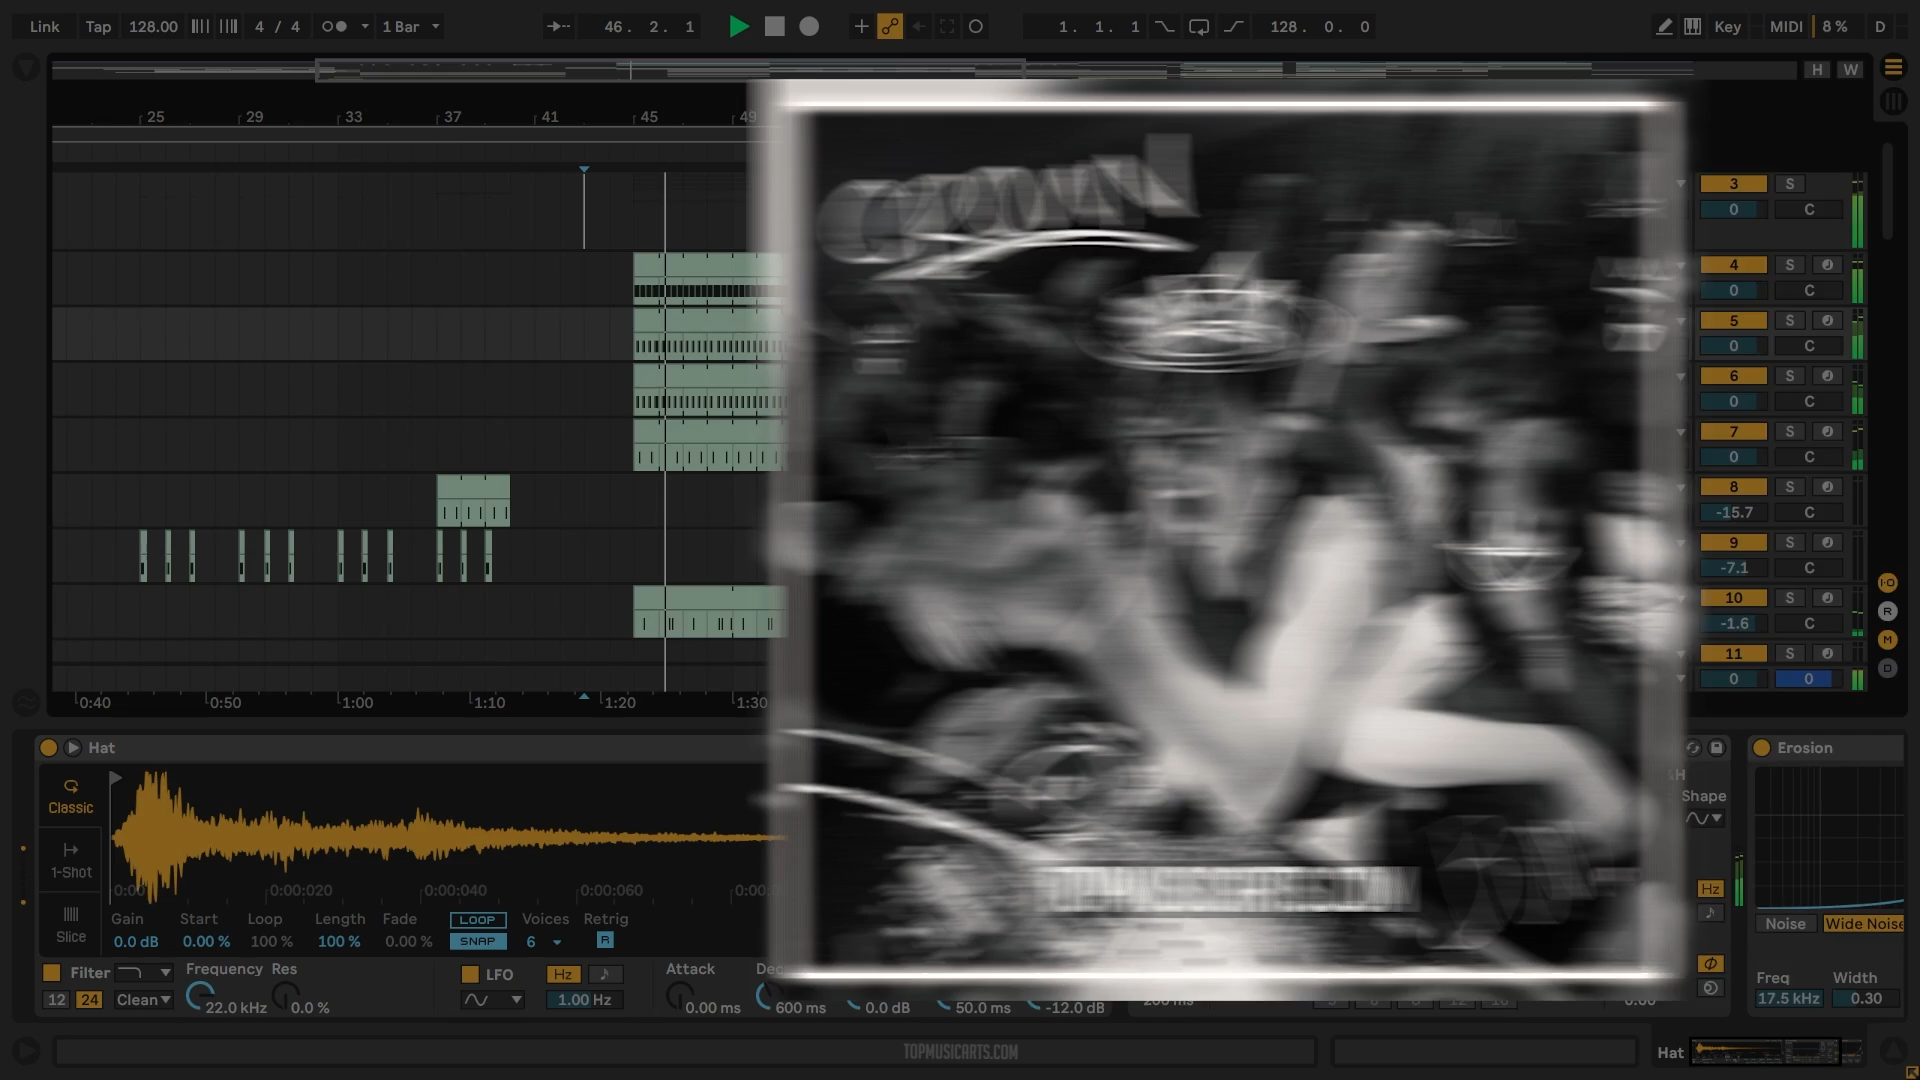 Link Tap 128.00 4 / 4 1 Bar 46. 2. 1 1. 1. 1 128. 0. 0 Key MIDI 8 % D
H W
25 29 33 37 41 45 49
3 S
0 C
4 S
0 C
5 S
0 C
6 S
0 C
7 S
0 C
8 S
-15.7 C
9 S
-7.1 C
10 S
-1.6 C
11 S
0 0
I·O
R
M
D
0:40 0:50 1:00 1:10 1:20 1:30
Hat Erosion
Classic
1-Shot
Slice
0:00 0:00:020 0:00:040 0:00:060 0:00:0
Gain Start Loop Length Fade LOOP Voices Retrig
0.0 dB 0.00 % 100 % 100 % 0.00 % SNAP 6 R
Filter Frequency Res LFO Hz Attack Dec
12 24 Clean 22.0 kHz 0.0 % 1.00 Hz 0.00 ms 600 ms 0.0 dB 50.0 ms -12.0 dB
H
Shape
Hz
Noise Wide Noise
Freq Width
17.5 kHz 0.30
TOPMUSICARTS.COM
Hat